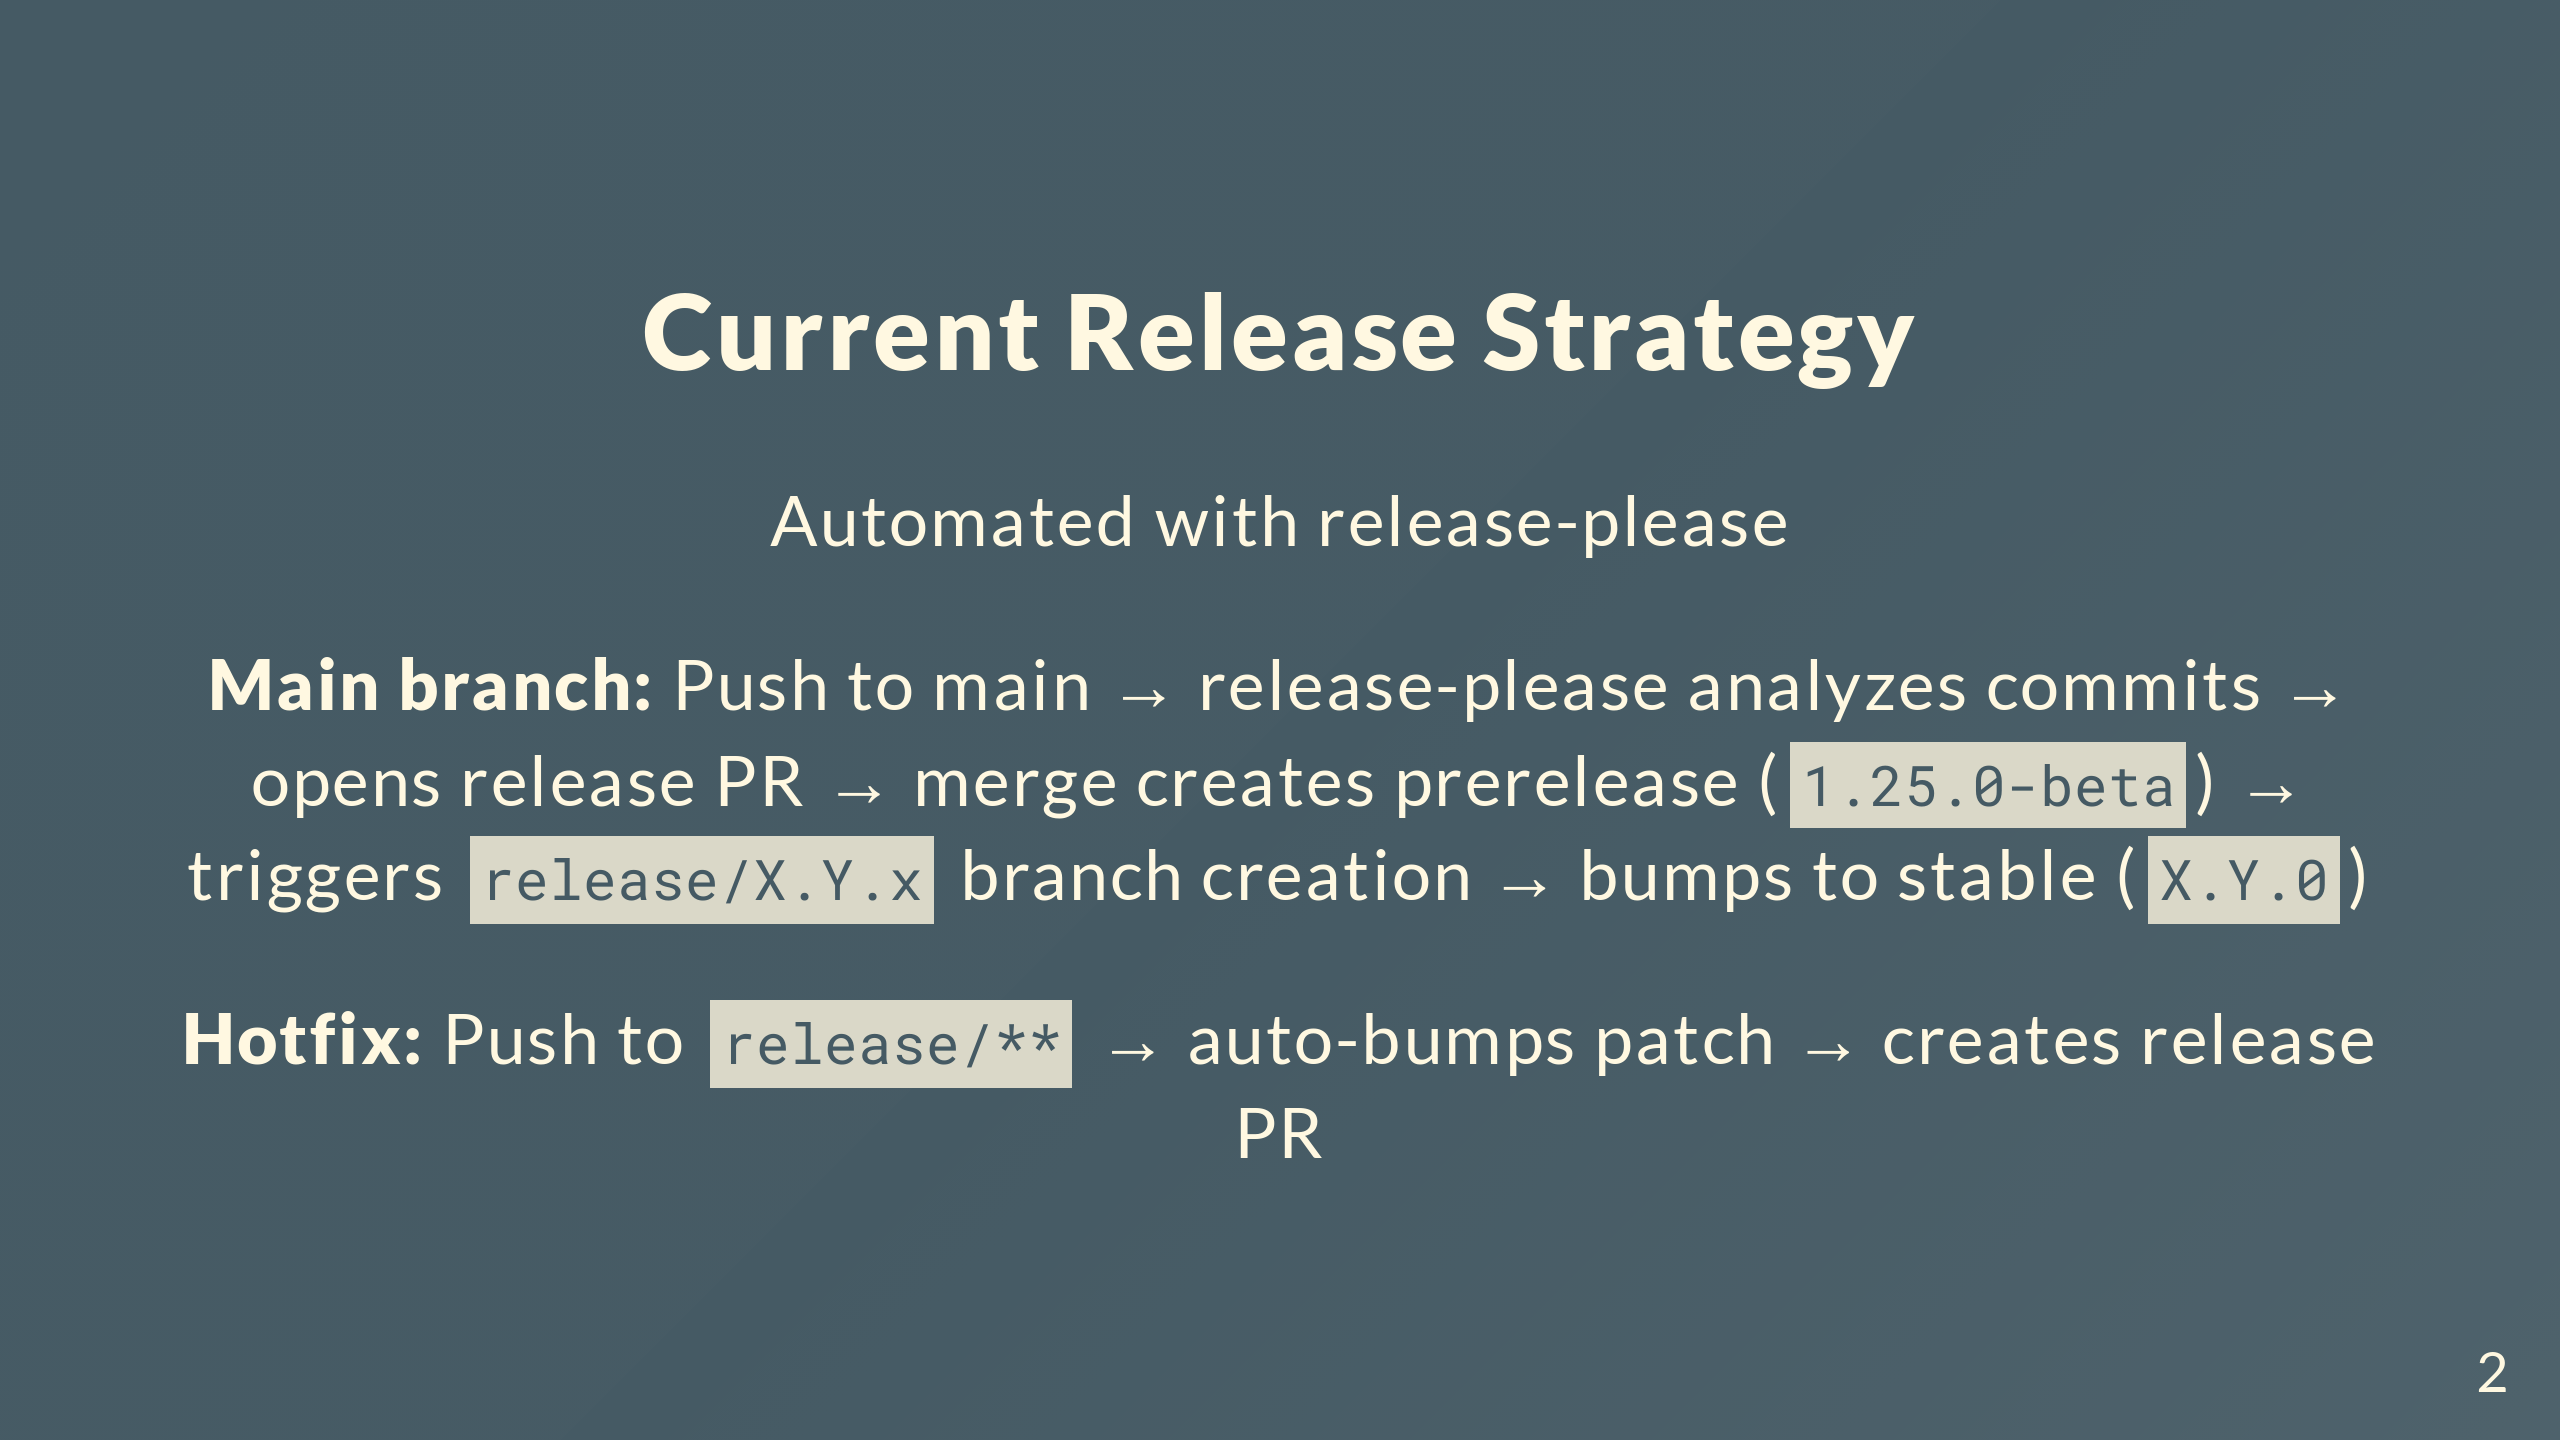 Current Release Strategy
Automated with release-please
Main branch: Push to main → release-please analyzes commits →
opens release PR → merge creates prerelease (1.25.0-beta) →
triggers release/X.Y.x branch creation → bumps to stable (X.Y.0)
Hotfix: Push to release/** → auto-bumps patch → creates release
PR
2